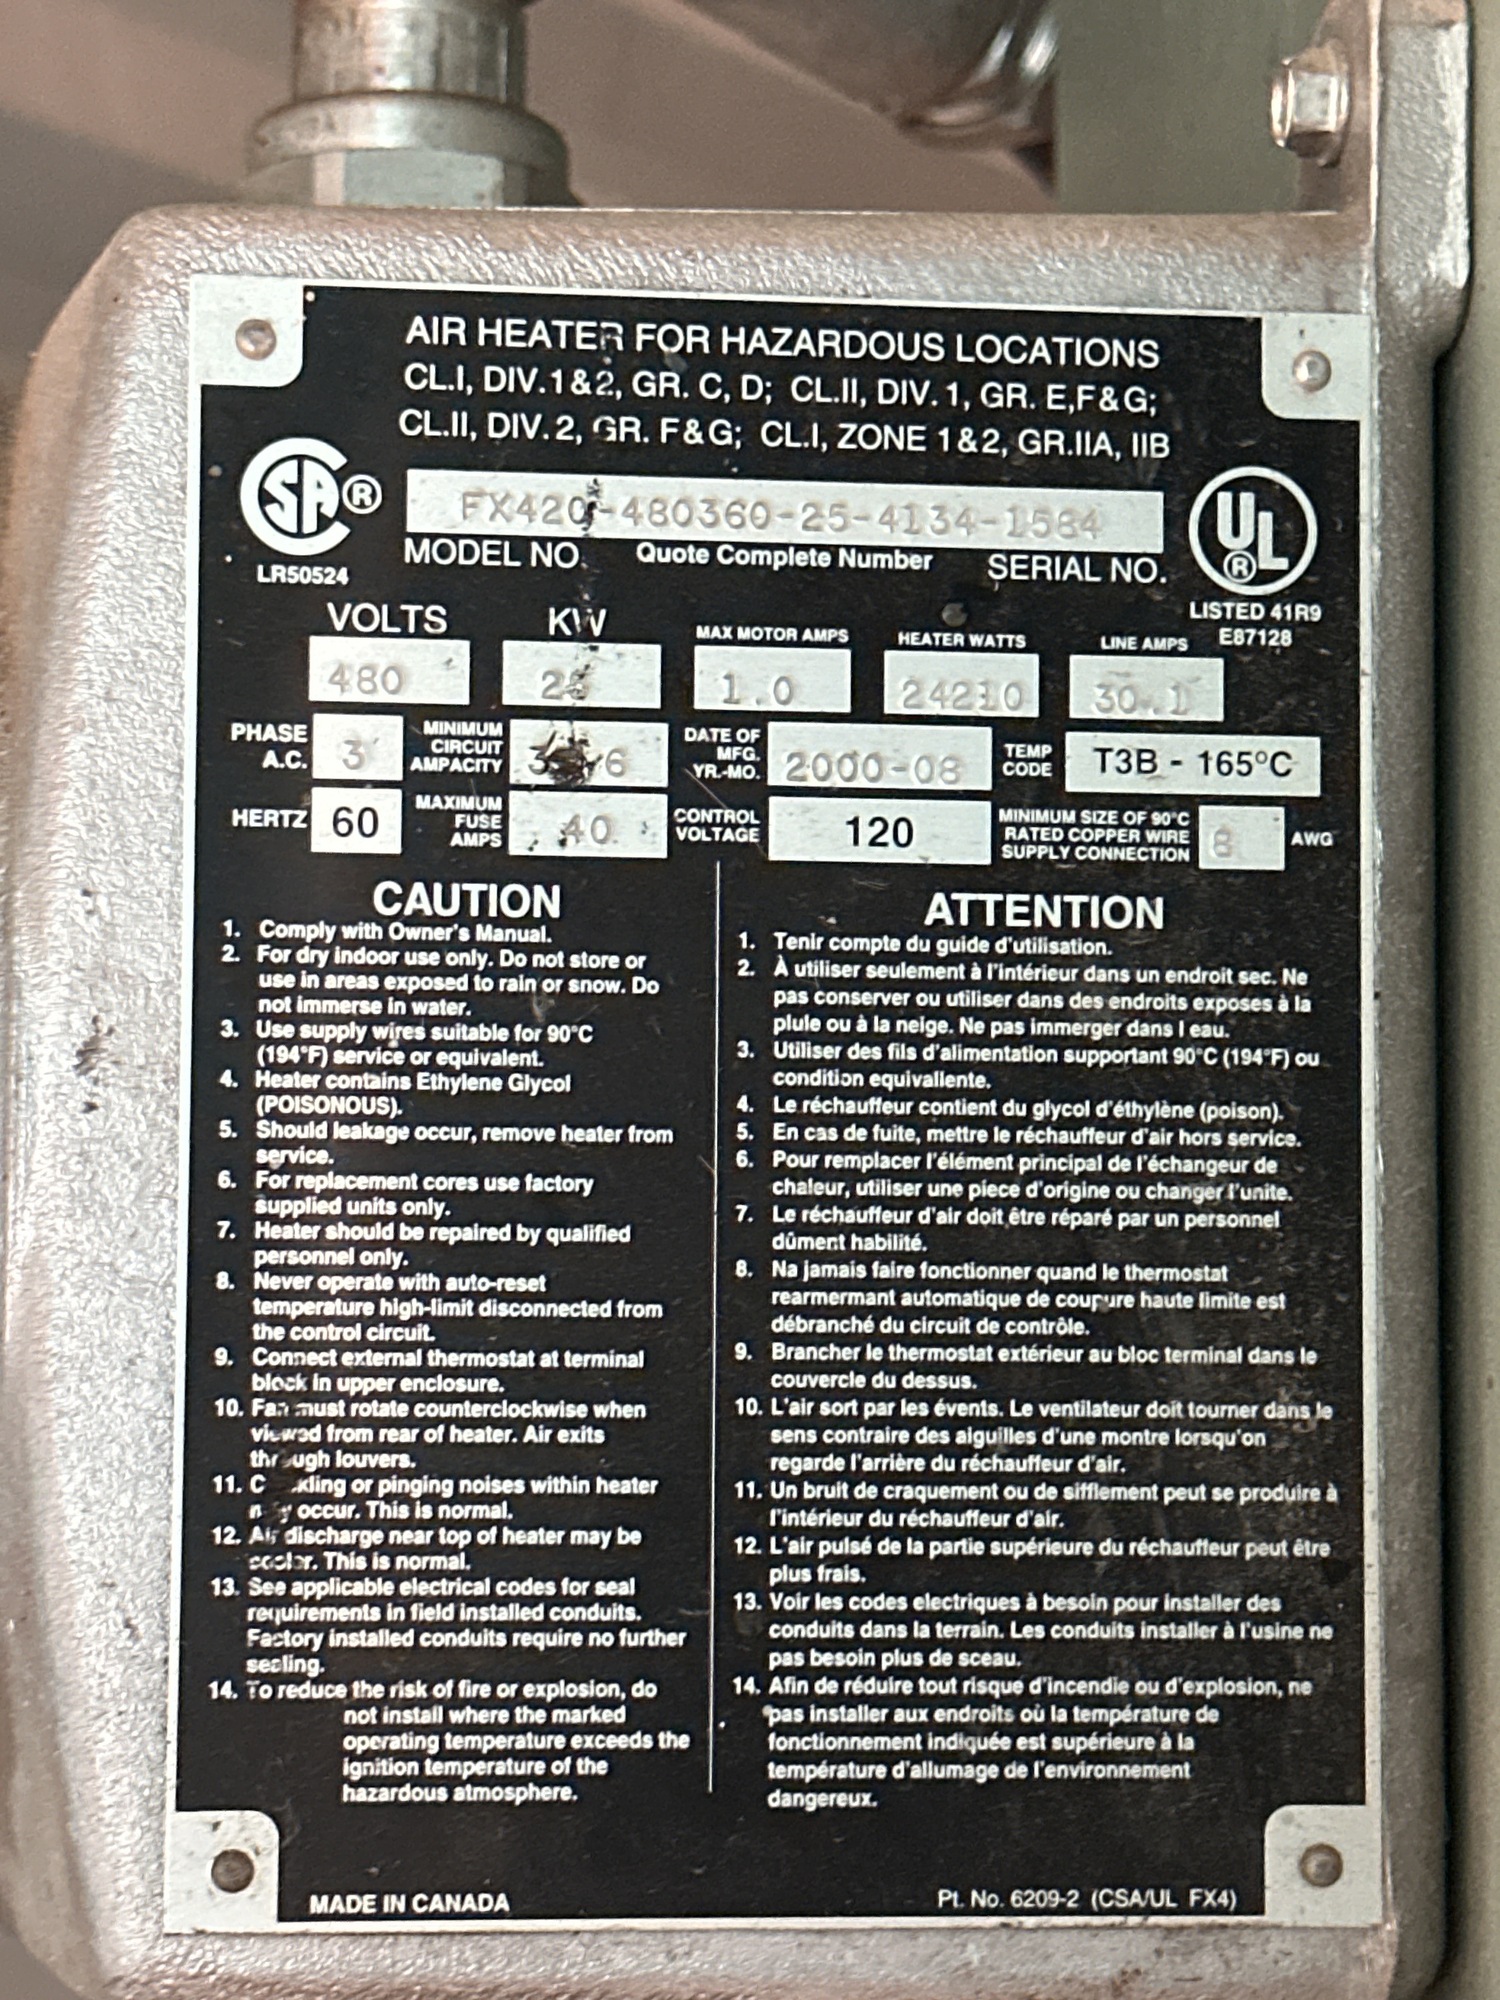 AIR HEATER FOR HAZARDOUS LOCATIONS
CL.I, DIV.1&2, GR. C, D; CL.II, DIV. 1, GR. E,F&G;
CL.II, DIV. 2, GR. F&G; CL.I, ZONE 1&2, GR.IIA, IIB
SA ®
LR50524
FX420-480360-25-4134-1584
MODEL NO. Quote Complete Number SERIAL NO.
UL ®
LISTED 41R9
E87128
VOLTS KW MAX MOTOR AMPS HEATER WATTS LINE AMPS
480 25 1.0 24210 30.1
PHASE A.C. 3
MINIMUM CIRCUIT AMPACITY
DATE OF MFG. YR.-MO. 2000-08
TEMP CODE T3B - 165°C
HERTZ 60
MAXIMUM FUSE AMPS 40
CONTROL VOLTAGE 120
MINIMUM SIZE OF 90°C RATED COPPER WIRE SUPPLY CONNECTION 8 AWG
CAUTION
1. Comply with Owner's Manual.
2. For dry indoor use only. Do not store or
use in areas exposed to rain or snow. Do
not immerse in water.
3. Use supply wires suitable for 90°C
(194°F) service or equivalent.
4. Heater contains Ethylene Glycol
(POISONOUS).
5. Should leakage occur, remove heater from
service.
6. For replacement cores use factory
supplied units only.
7. Heater should be repaired by qualified
personnel only.
8. Never operate with auto-reset
temperature high-limit disconnected from
the control circuit.
9. Connect external thermostat at terminal
block in upper enclosure.
10. Fan must rotate counterclockwise when
viewed from rear of heater. Air exits
through louvers.
11. or pinging noises within heater
may occur. This is normal.
12. Air discharge near top of heater may be
cooler. This is normal.
13. See applicable electrical codes for seal
requirements in field installed conduits.
Factory installed conduits require no further
sealing.
14. To reduce the risk of fire or explosion, do
not install where the marked
operating temperature exceeds the
ignition temperature of the
hazardous atmosphere.
ATTENTION
1. Tenir compte du guide d'utilisation.
2. À utiliser seulement à l'intérieur dans un endroit sec. Ne
pas conserver ou utiliser dans des endroits exposés à la
pluie ou à la neige. Ne pas immerger dans l eau.
3. Utiliser des fils d'alimentation supportant 90°C (194°F) ou
condition equivallente.
4. Le réchauffeur contient du glycol d'éthylène (poison).
5. En cas de fuite, mettre le réchauffeur d'air hors service.
6. Pour remplacer l'élément principal de l'échangeur de
chaleur, utiliser une piece d'origine ou changer l'unite.
7. Le réchauffeur d'air doit être réparé par un personnel
dûment habilité.
8. Na jamais faire fonctionner quand le thermostat
rearmermant automatique de coupure haute limite est
débranché du circuit de contrôle.
9. Brancher le thermostat extérieur au bloc terminal dans le
couvercle du dessus.
10. L'air sort par les évents. Le ventilateur doit tourner dans le
sens contraire des aiguilles d'une montre lorsqu'on
regarde l'arrière du réchauffeur d'air.
11. Un bruit de craquement ou de sifflement peut se produire à
l'intérieur du réchauffeur d'air.
12. L'air pulsé de la partie supérieure du réchauffeur peut être
plus frais.
13. Voir les codes electriques à besoin pour installer des
conduits dans la terrain. Les conduits installer à l'usine ne
pas besoin plus de sceau.
14. Afin de réduire tout risque d'incendie ou d'explosion, ne
pas installer aux endroits où la température de
fonctionnement indiquée est supérieure à la
température d'allumage de l'environnement
dangereux.
MADE IN CANADA
Pt. No. 6209-2 (CSA/UL FX4)